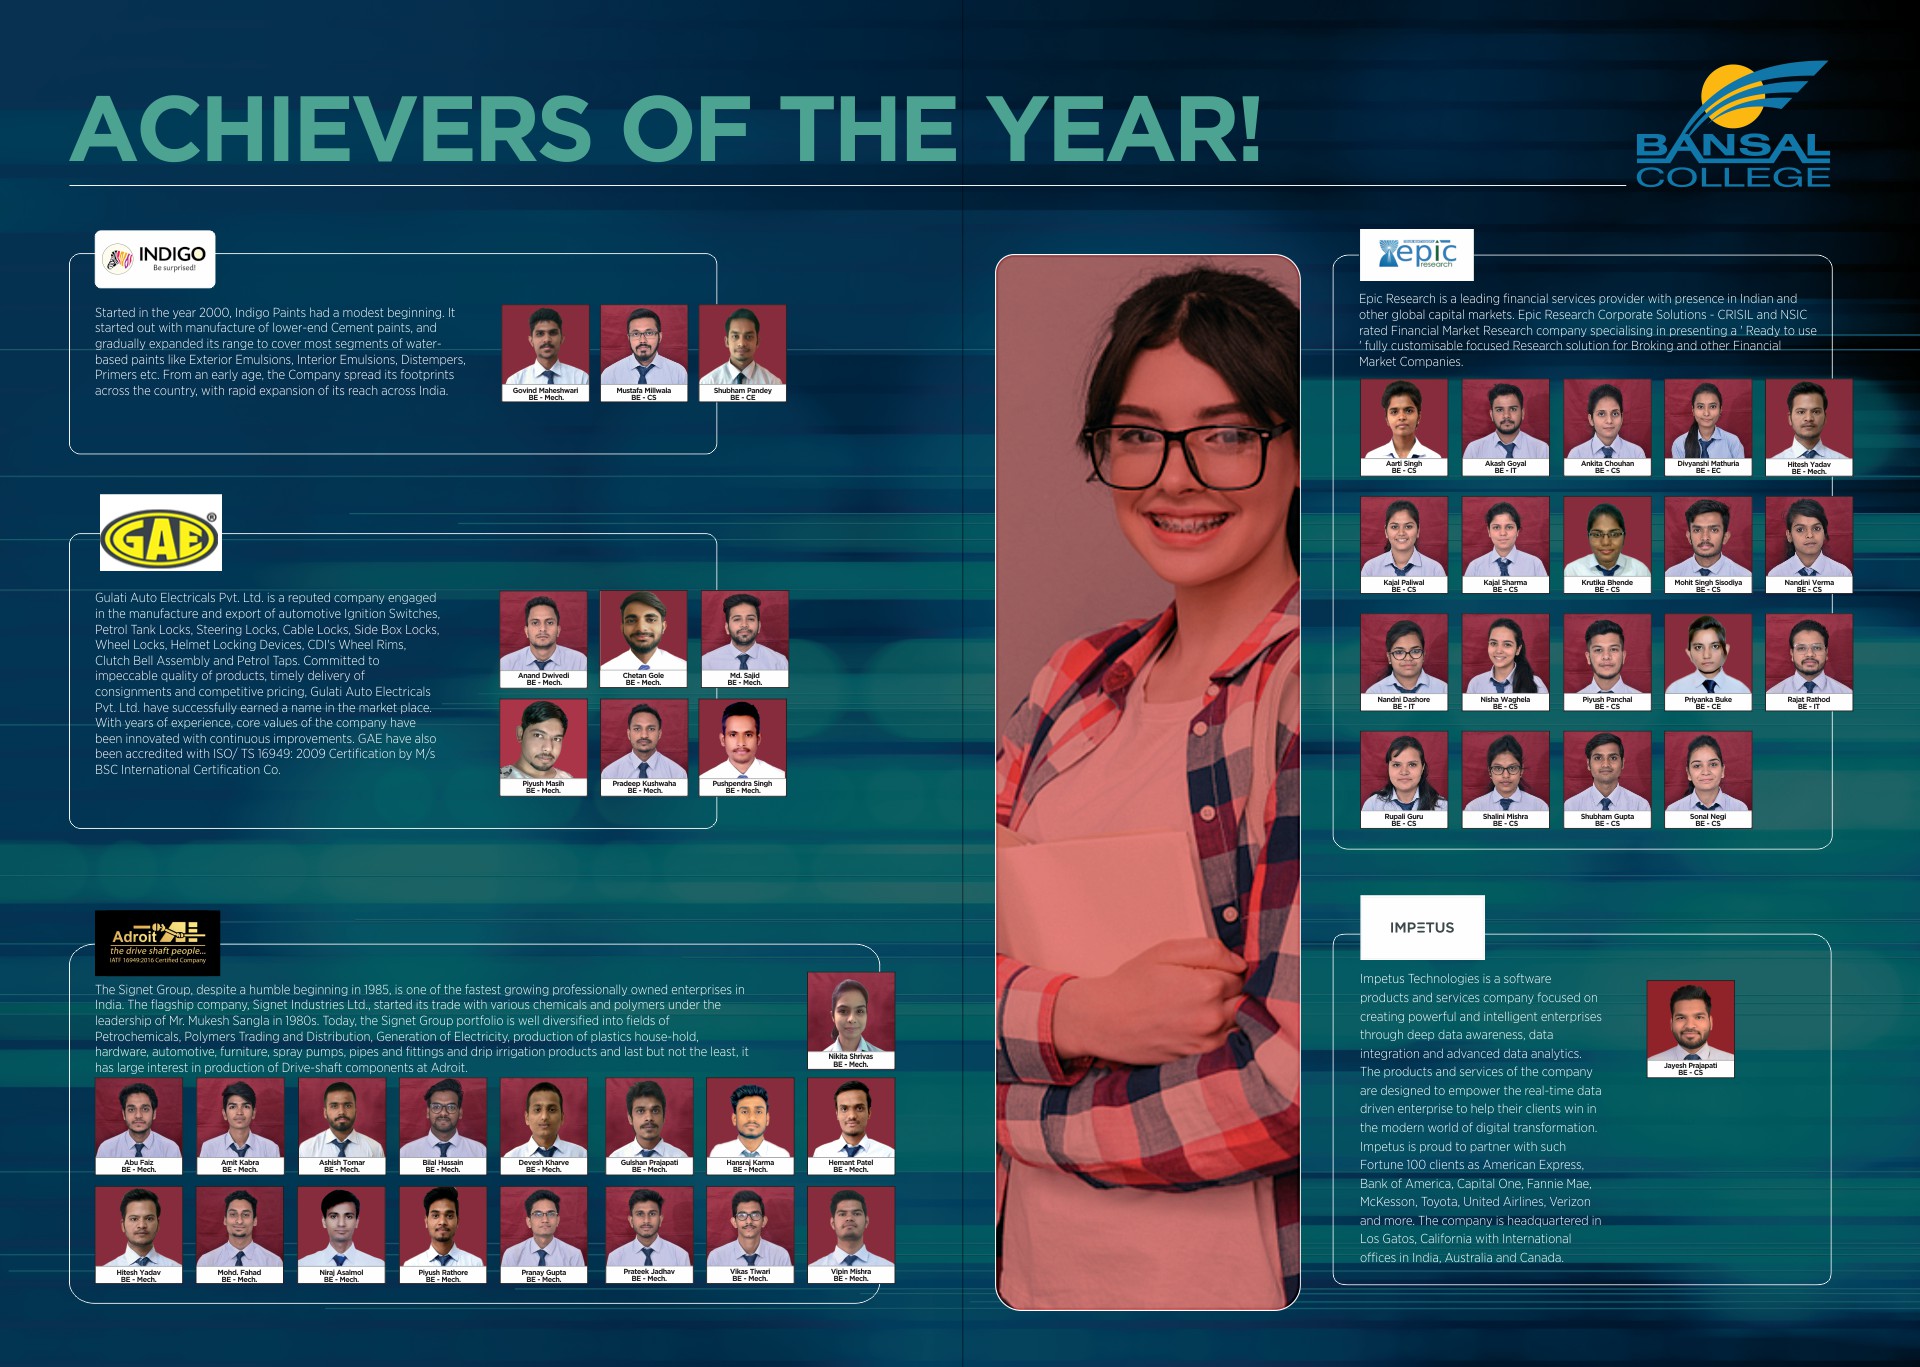 ACHIEVERS OF THE YEAR!
BANSAL
COLLEGE
INDIGO
Be surprised!
Started in the year 2000, Indigo Paints had a modest beginning. It
started out with manufacture of lower-end Cement paints, and
gradually expanded its range to cover most segments of water-
based paints like Exterior Emulsions, Interior Emulsions, Distempers,
Primers etc. From an early age, the Company spread its footprints
across the country, with rapid expansion of its reach across India.
Govind Maheshwari
BE - Mech.
Mustafa Millwala
BE - CS
Shubham Pandey
BE - CE
GAE®
Gulati Auto Electricals Pvt. Ltd. is a reputed company engaged
in the manufacture and export of automotive Ignition Switches,
Petrol Tank Locks, Steering Locks, Cable Locks, Side Box Locks,
Wheel Locks, Helmet Locking Devices, CDI's Wheel Rims,
Clutch Bell Assembly and Petrol Taps. Committed to
impeccable quality of products, timely delivery of
consignments and competitive pricing, Gulati Auto Electricals
Pvt. Ltd. have successfully earned a name in the market place.
With years of experience, core values of the company have
been innovated with continuous improvements. GAE have also
been accredited with ISO/ TS 16949: 2009 Certification by M/s
BSC International Certification Co.
Anand Dwivedi
BE - Mech.
Chetan Gole
BE - Mech.
Md. Sajid
BE - Mech.
Piyush Masih
BE - Mech.
Pradeep Kushwaha
BE - Mech.
Pushpendra Singh
BE - Mech.
Adroit
the drive shaft people...
IATF 16949:2016 Certified Company
The Signet Group, despite a humble beginning in 1985, is one of the fastest growing professionally owned enterprises in
India. The flagship company, Signet Industries Ltd., started its trade with various chemicals and polymers under the
leadership of Mr. Mukesh Sangla in 1980s. Today, the Signet Group portfolio is well diversified into fields of
Petrochemicals, Polymers Trading and Distribution, Generation of Electricity, production of plastics house-hold,
hardware, automotive, furniture, spray pumps, pipes and fittings and drip irrigation products and last but not the least, it
has large interest in production of Drive-shaft components at Adroit.
Nikita Shrivas
BE - Mech.
Abu Faiz
BE - Mech.
Amit Kabra
BE - Mech.
Ashish Tomar
BE - Mech.
Bilal Hussain
BE - Mech.
Devesh Kharve
BE - Mech.
Gulshan Prajapati
BE - Mech.
Hansraj Karma
BE - Mech.
Hemant Patel
BE - Mech.
Hitesh Yadav
BE - Mech.
Mohd. Fahad
BE - Mech.
Niraj Asalmol
BE - Mech.
Piyush Rathore
BE - Mech.
Pranay Gupta
BE - Mech.
Prateek Jadhav
BE - Mech.
Vikas Tiwari
BE - Mech.
Vipin Mishra
BE - Mech.
epic
research
Epic Research is a leading financial services provider with presence in Indian and
other global capital markets. Epic Research Corporate Solutions - CRISIL and NSIC
rated Financial Market Research company specialising in presenting a ' Ready to use
' fully customisable focused Research solution for Broking and other Financial
Market Companies.
Aarti Singh
BE - CS
Akash Goyal
BE - IT
Ankita Chouhan
BE - CS
Divyanshi Mathuria
BE - EC
Hitesh Yadav
BE - Mech.
Kajal Paliwal
BE - CS
Kajal Sharma
BE - CS
Krutika Bhende
BE - CS
Mohit Singh Sisodiya
BE - CS
Nandini Verma
BE - CS
Nandni Dashore
BE - IT
Nisha Waghela
BE - CS
Piyush Panchal
BE - CS
Priyanka Buke
BE - CE
Rajat Rathod
BE - IT
Rupali Guru
BE - CS
Shalini Mishra
BE - CS
Shubham Gupta
BE - CS
Sonal Negi
BE - CS
IMPETUS
Impetus Technologies is a software
products and services company focused on
creating powerful and intelligent enterprises
through deep data awareness, data
integration and advanced data analytics.
The products and services of the company
are designed to empower the real-time data
driven enterprise to help their clients win in
the modern world of digital transformation.
Impetus is proud to partner with such
Fortune 100 clients as American Express,
Bank of America, Capital One, Fannie Mae,
McKesson, Toyota, United Airlines, Verizon
and more. The company is headquartered in
Los Gatos, California with International
offices in India, Australia and Canada.
Jayesh Prajapati
BE - CS